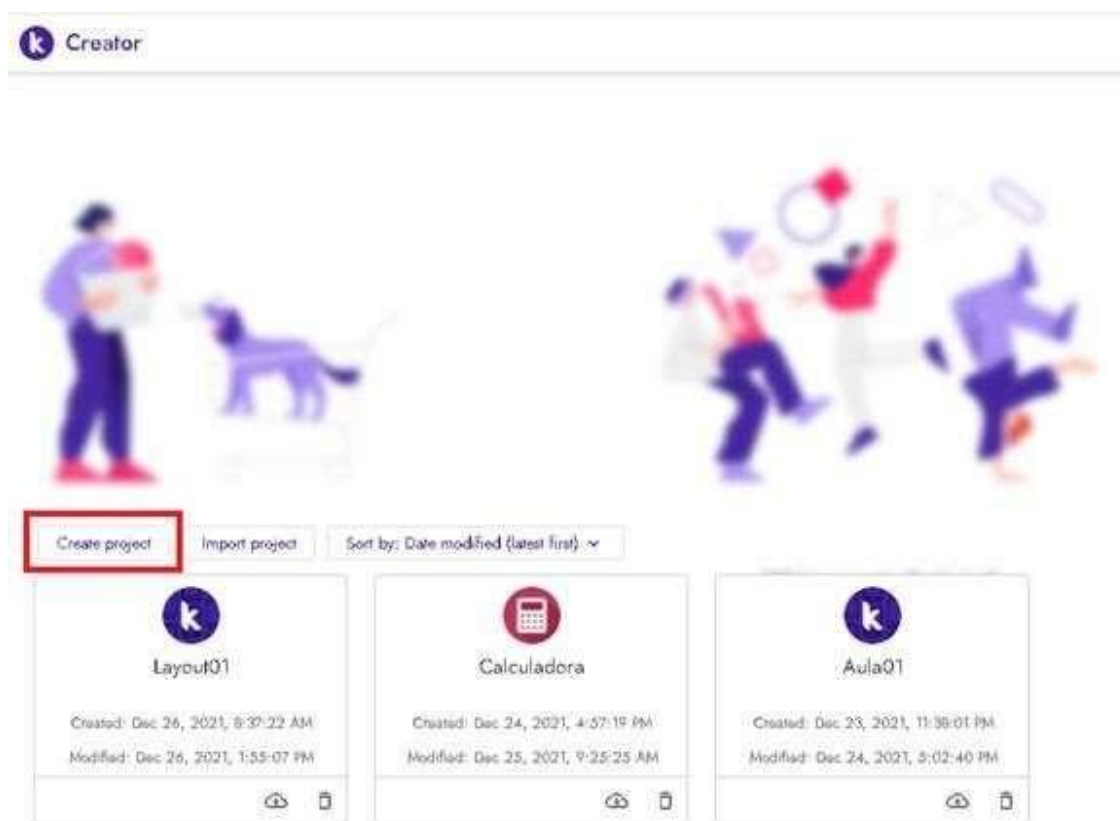 Creator
Create project
Import project
Sort by: Date modified (latest first)
Layout01
Calculadora
Aula01
Created: Dec 26, 2021, 8:37:22 AM
Created: Dec 24, 2021, 4:57:19 PM
Created: Dec 23, 2021, 11:38:01 PM
Modified: Dec 26, 2021, 1:55:07 PM
Modified: Dec 25, 2021, 9:25:25 AM
Modified: Dec 24, 2021, 5:02:40 PM